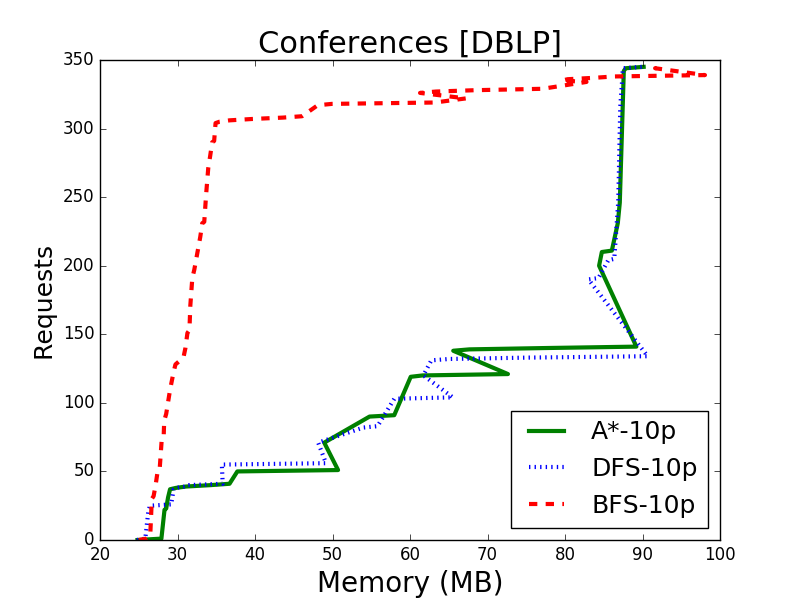 Conferences [DBLP]
350
300
250
200
150
100
50
0
Requests
20 30 40 50 60 70 80 90 100
Memory (MB)
A*-10p
DFS-10p
BFS-10p